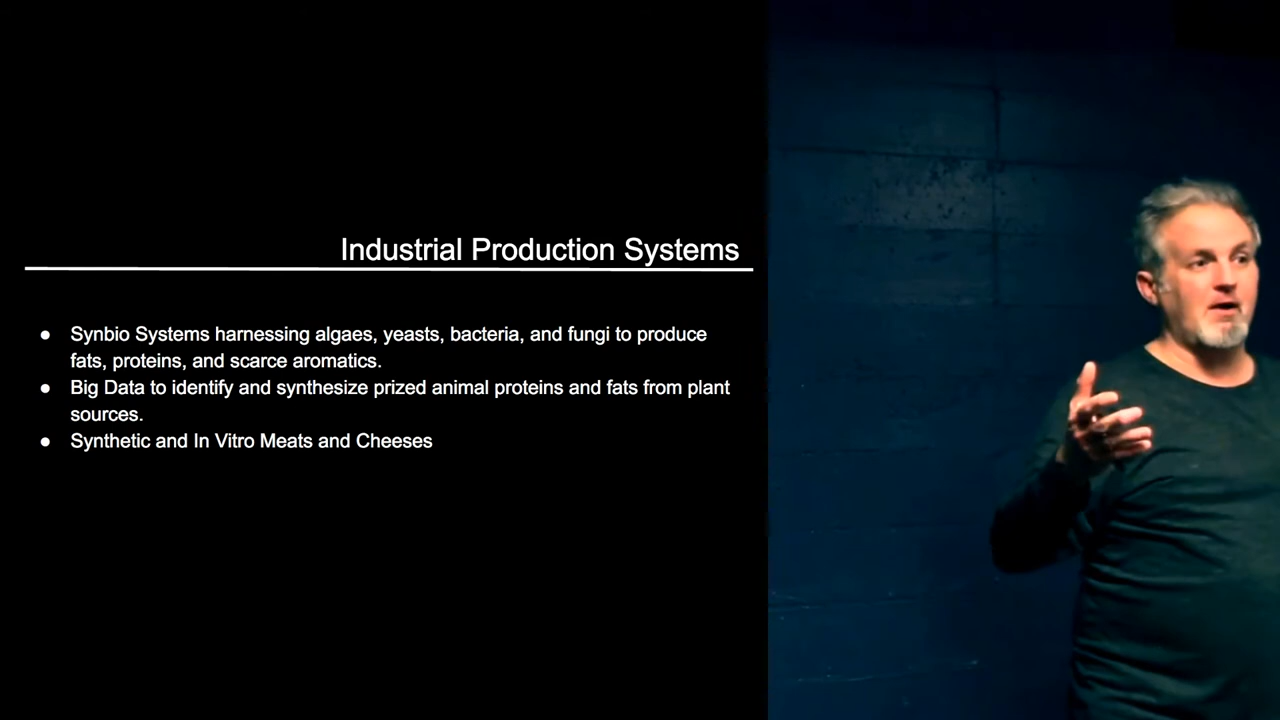 Industrial Production Systems
● Synbio Systems harnessing algaes, yeasts, bacteria, and fungi to produce
fats, proteins, and scarce aromatics.
● Big Data to identify and synthesize prized animal proteins and fats from plant
sources.
● Synthetic and In Vitro Meats and Cheeses